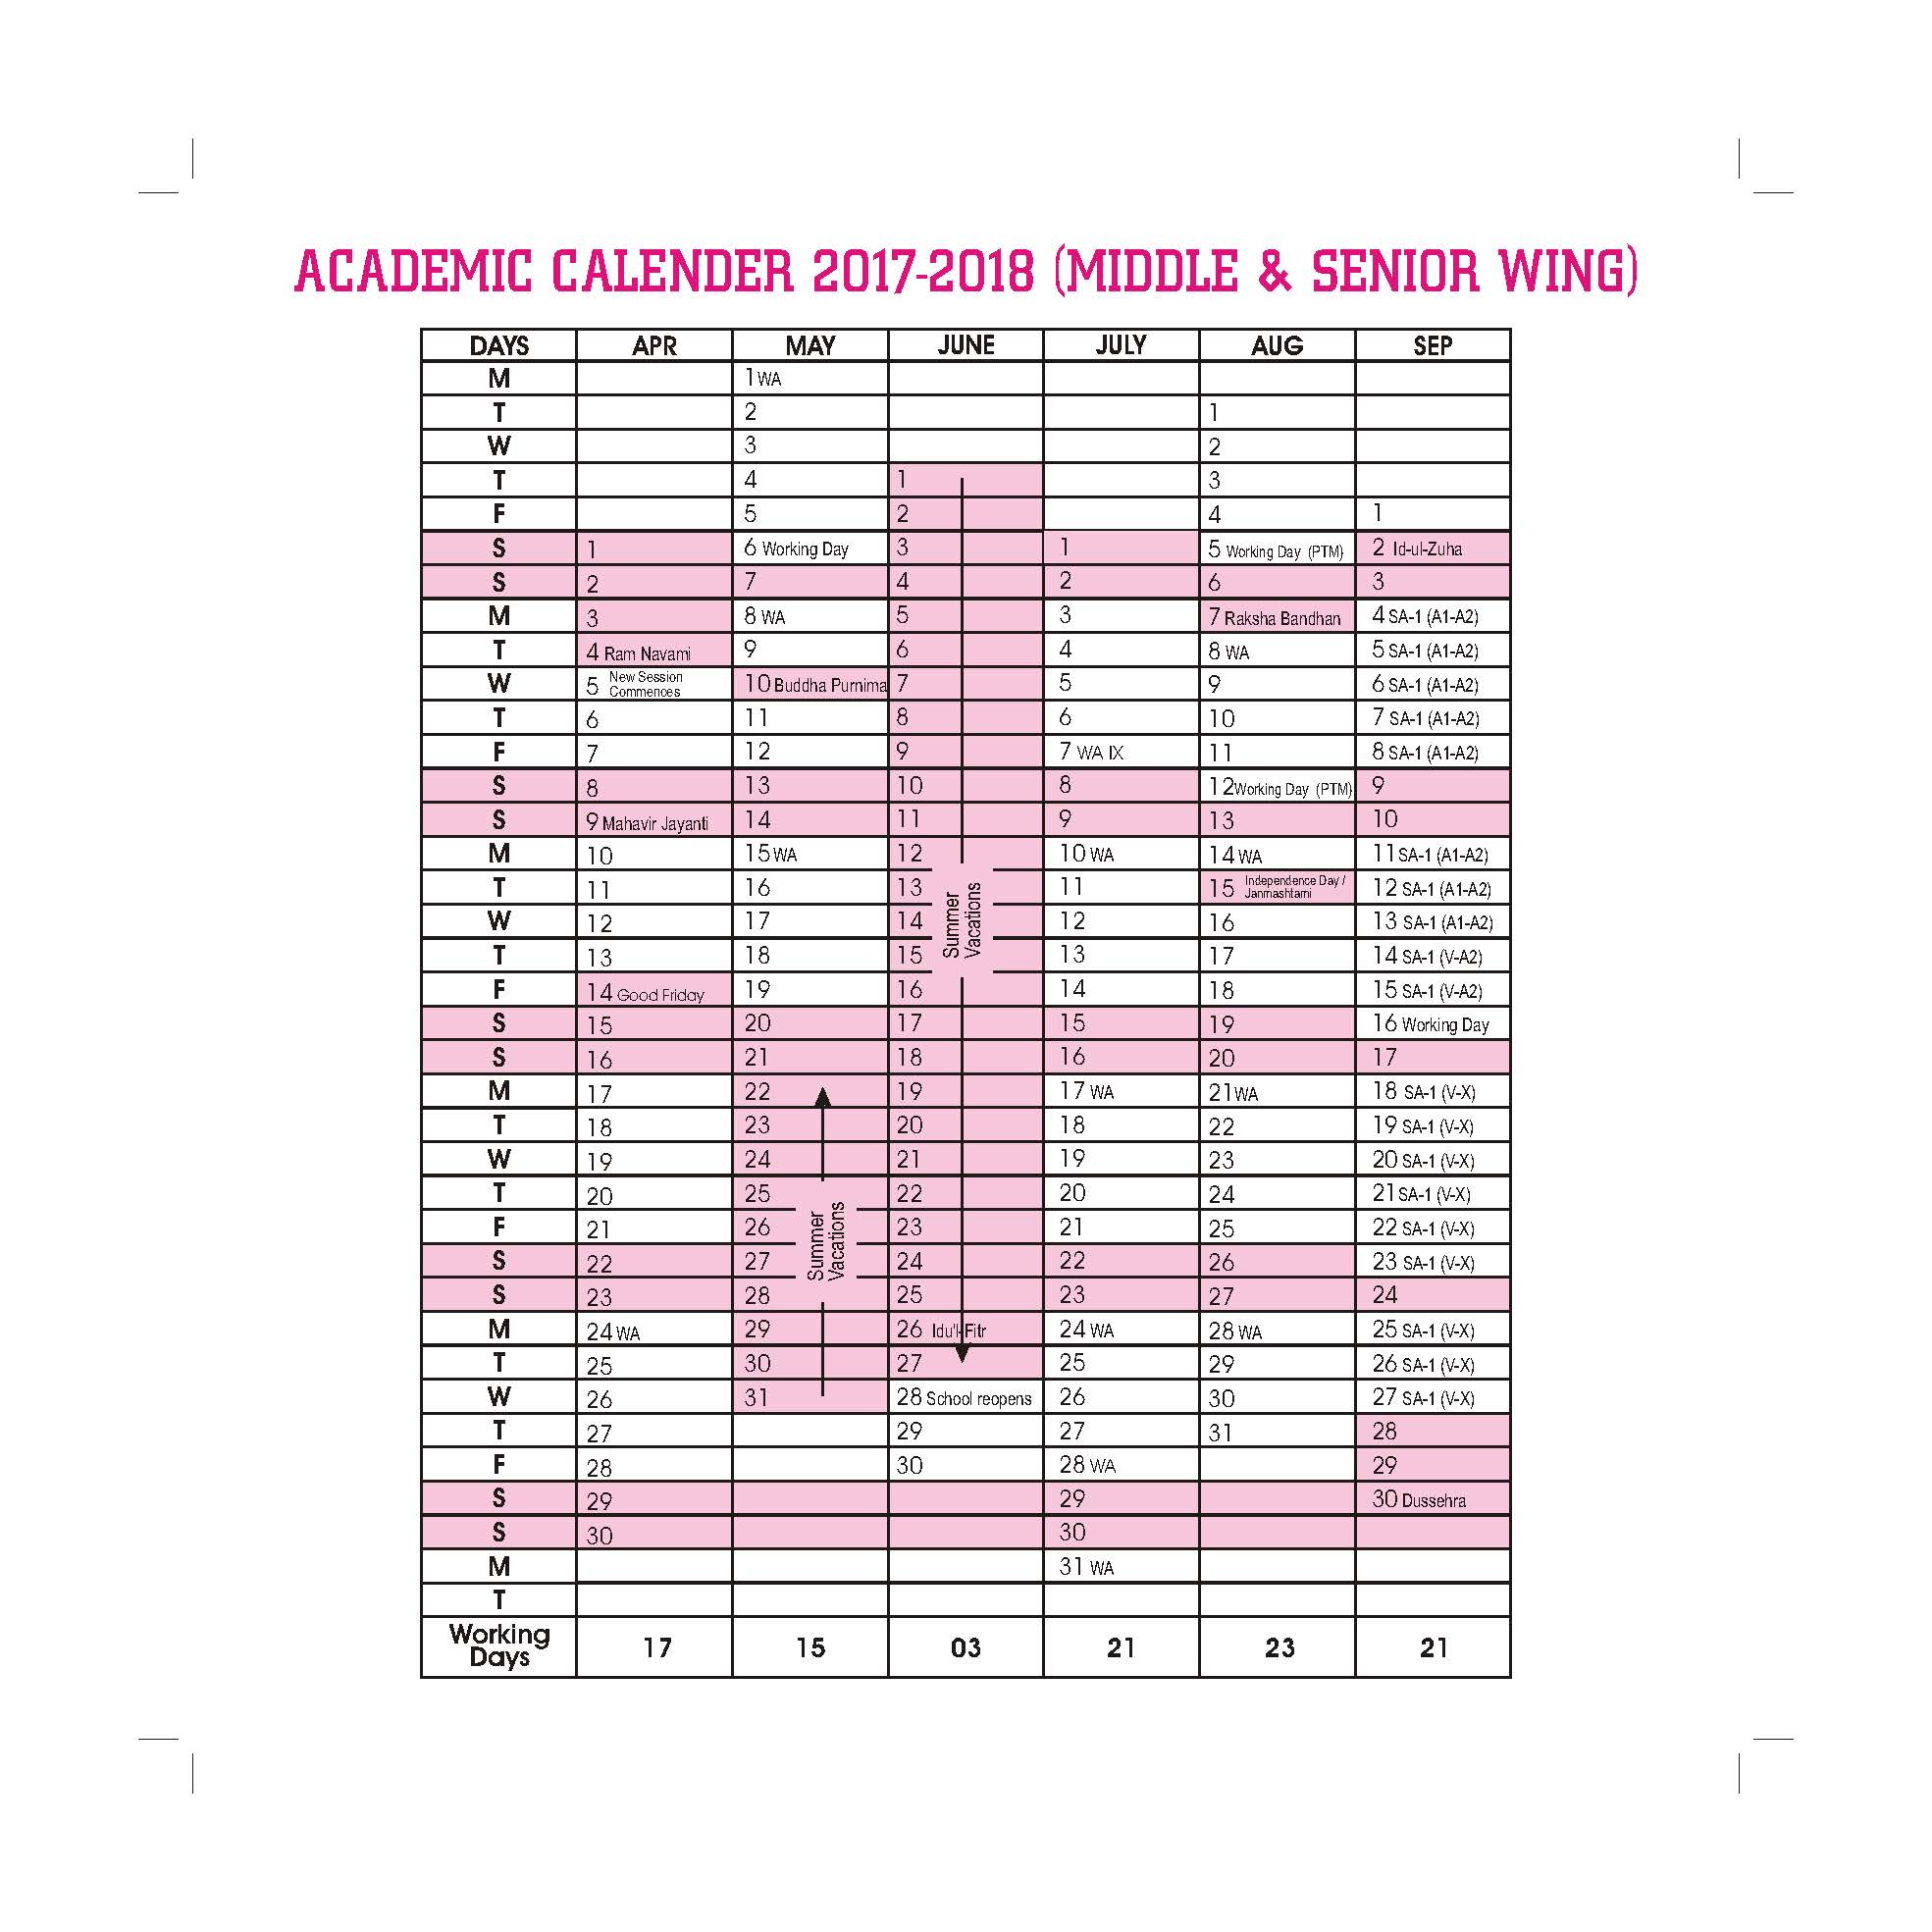 ACADEMIC CALENDER 2017-2018 (MIDDLE & SENIOR WING)
DAYS APR MAY JUNE JULY AUG SEP
M 1 WA
T 2 1
W 3 2
T 4 1 3
F 5 2 4 1
S 1 6 Working Day 3 1 5 Working Day (PTM) 2 Id-ul-Zuha
S 2 7 4 2 6 3
M 3 8 WA 5 3 7 Raksha Bandhan 4 SA-1 (A1-A2)
T 4 Ram Navami 9 6 4 8 WA 5 SA-1 (A1-A2)
W 5 New Session Commences 10 Buddha Purnima 7 5 9 6 SA-1 (A1-A2)
T 6 11 8 6 10 7 SA-1 (A1-A2)
F 7 12 9 7 WA IX 11 8 SA-1 (A1-A2)
S 8 13 10 8 12 Working Day (PTM) 9
S 9 Mahavir Jayanti 14 11 9 13 10
M 10 15 WA 12 10 WA 14 WA 11 SA-1 (A1-A2)
T 11 16 13 11 15 Independence Day / Janmashtami 12 SA-1 (A1-A2)
W 12 17 14 12 16 13 SA-1 (A1-A2)
T 13 18 15 13 17 14 SA-1 (V-A2)
F 14 Good Friday 19 16 14 18 15 SA-1 (V-A2)
S 15 20 17 15 19 16 Working Day
S 16 21 18 16 20 17
M 17 22 19 17 WA 21 WA 18 SA-1 (V-X)
T 18 23 20 18 22 19 SA-1 (V-X)
W 19 24 21 19 23 20 SA-1 (V-X)
T 20 25 22 20 24 21 SA-1 (V-X)
F 21 26 23 21 25 22 SA-1 (V-X)
S 22 27 24 22 26 23 SA-1 (V-X)
S 23 28 25 23 27 24
M 24 WA 29 26 Idu'l-Fitr 24 WA 28 WA 25 SA-1 (V-X)
T 25 30 27 25 29 26 SA-1 (V-X)
W 26 31 28 School reopens 26 30 27 SA-1 (V-X)
T 27 29 27 31 28
F 28 30 28 WA 29
S 29 29 30 Dussehra
S 30 30
M 31 WA
T
Summer
Vacations
Summer
Vacations
Working Days 17 15 03 21 23 21